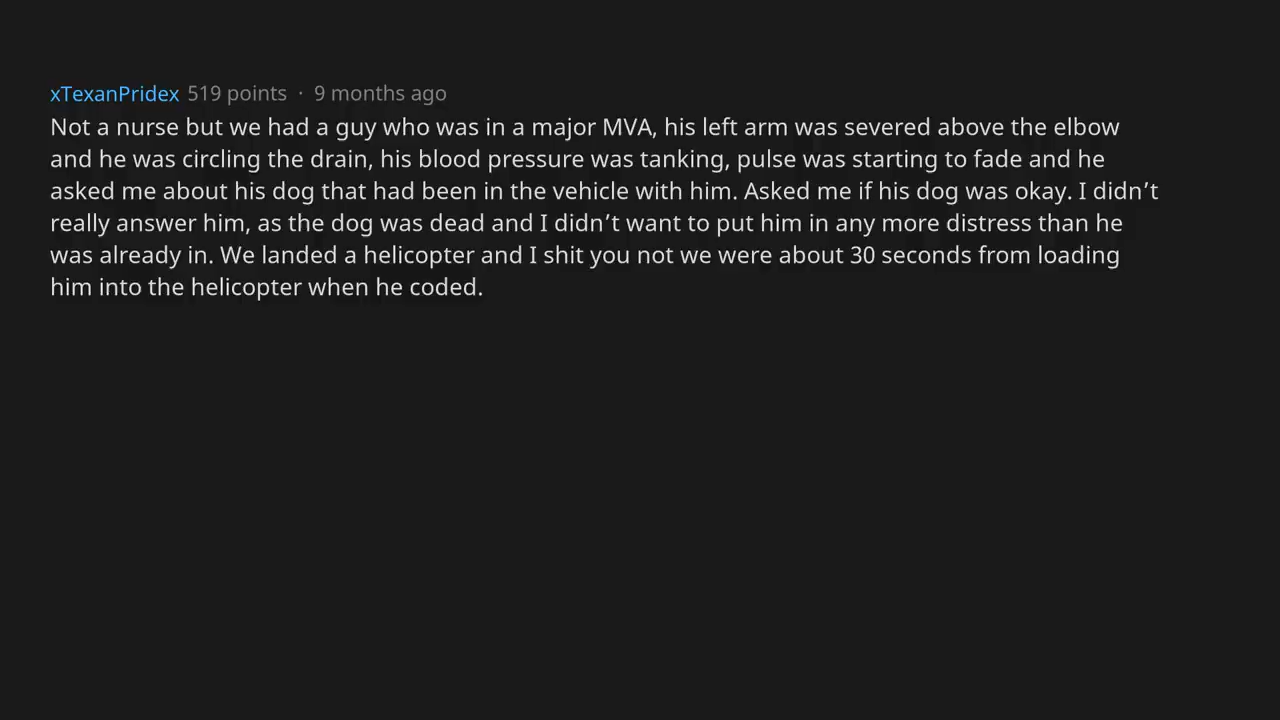 xTexanPridex 519 points · 9 months ago
Not a nurse but we had a guy who was in a major MVA, his left arm was severed above the elbow
and he was circling the drain, his blood pressure was tanking, pulse was starting to fade and he
asked me about his dog that had been in the vehicle with him. Asked me if his dog was okay. I didn’t
really answer him, as the dog was dead and I didn’t want to put him in any more distress than he
was already in. We landed a helicopter and I shit you not we were about 30 seconds from loading
him into the helicopter when he coded.